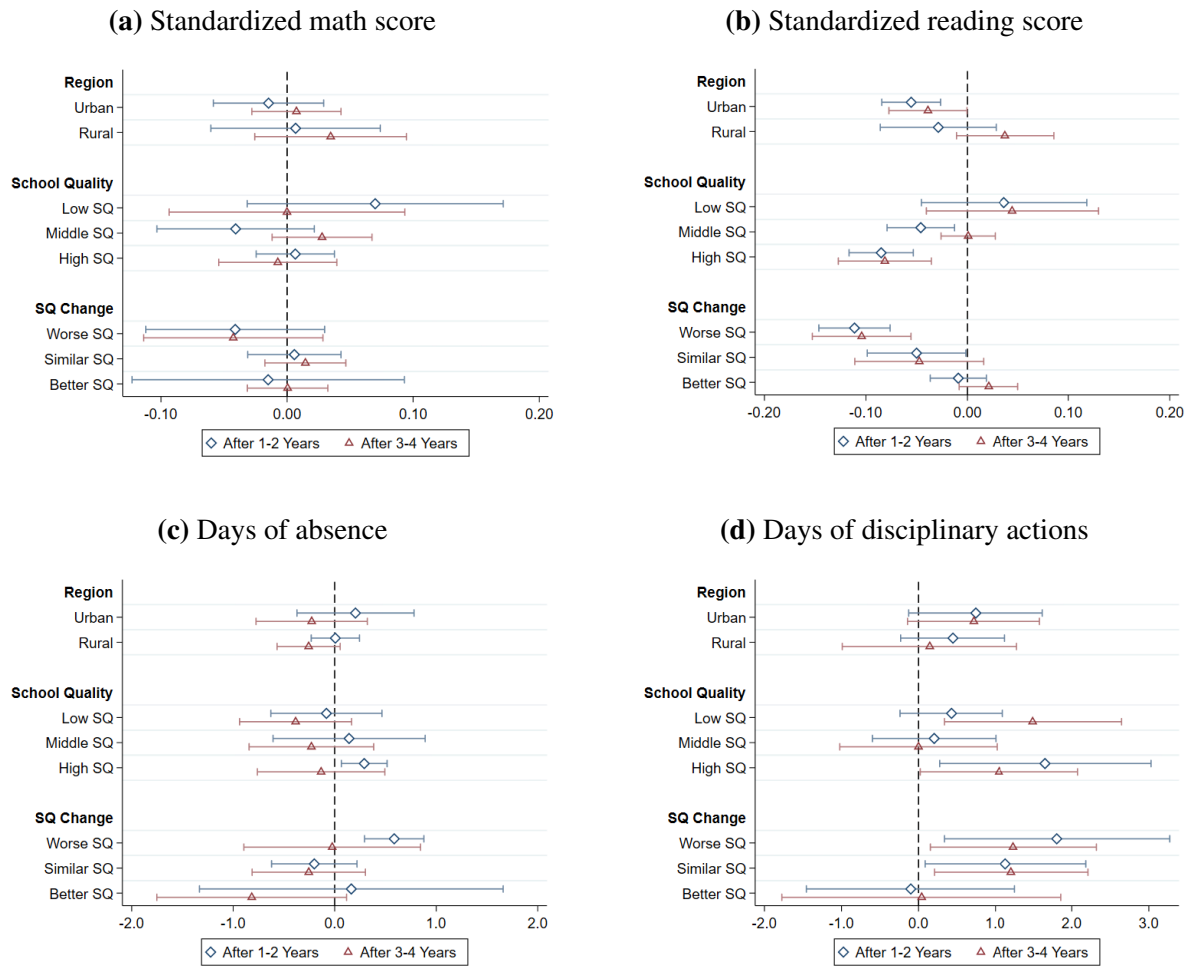 (a) Standardized math score
Region
Urban
Rural
School Quality
Low SQ
Middle SQ
High SQ
SQ Change
Worse SQ
Similar SQ
Better SQ
-0.10 0.00 0.10 0.20
After 1-2 Years After 3-4 Years
(b) Standardized reading score
Region
Urban
Rural
School Quality
Low SQ
Middle SQ
High SQ
SQ Change
Worse SQ
Similar SQ
Better SQ
-0.20 -0.10 0.00 0.10 0.20
After 1-2 Years After 3-4 Years
(c) Days of absence
Region
Urban
Rural
School Quality
Low SQ
Middle SQ
High SQ
SQ Change
Worse SQ
Similar SQ
Better SQ
-2.0 -1.0 0.0 1.0 2.0
After 1-2 Years After 3-4 Years
(d) Days of disciplinary actions
Region
Urban
Rural
School Quality
Low SQ
Middle SQ
High SQ
SQ Change
Worse SQ
Similar SQ
Better SQ
-2.0 -1.0 0.0 1.0 2.0 3.0
After 1-2 Years After 3-4 Years